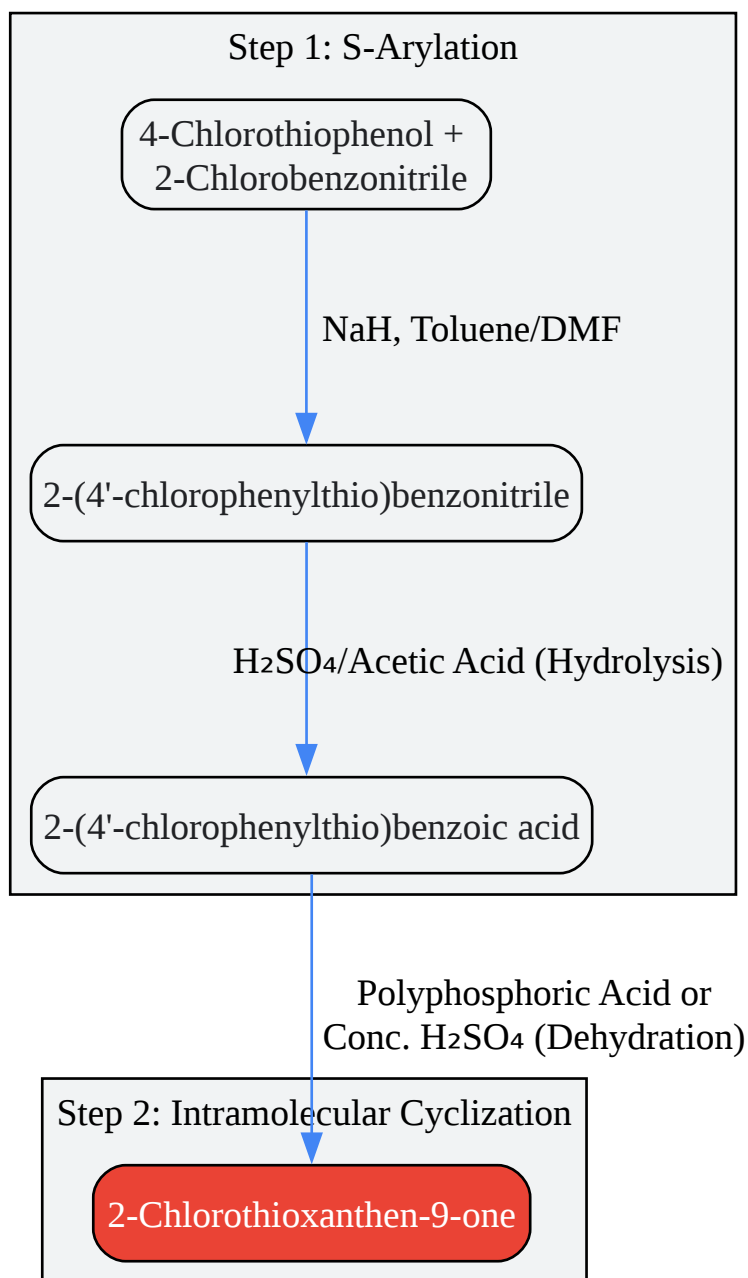 Step 1: S-Arylation
4-Chlorothiophenol +
2-Chlorobenzonitrile
NaH, Toluene/DMF
2-(4'-chlorophenylthio)benzonitrile
H₂SO₄/Acetic Acid (Hydrolysis)
2-(4'-chlorophenylthio)benzoic acid
Polyphosphoric Acid or
Conc. H₂SO₄ (Dehydration)
Step 2: Intramolecular Cyclization
2-Chlorothioxanthen-9-one